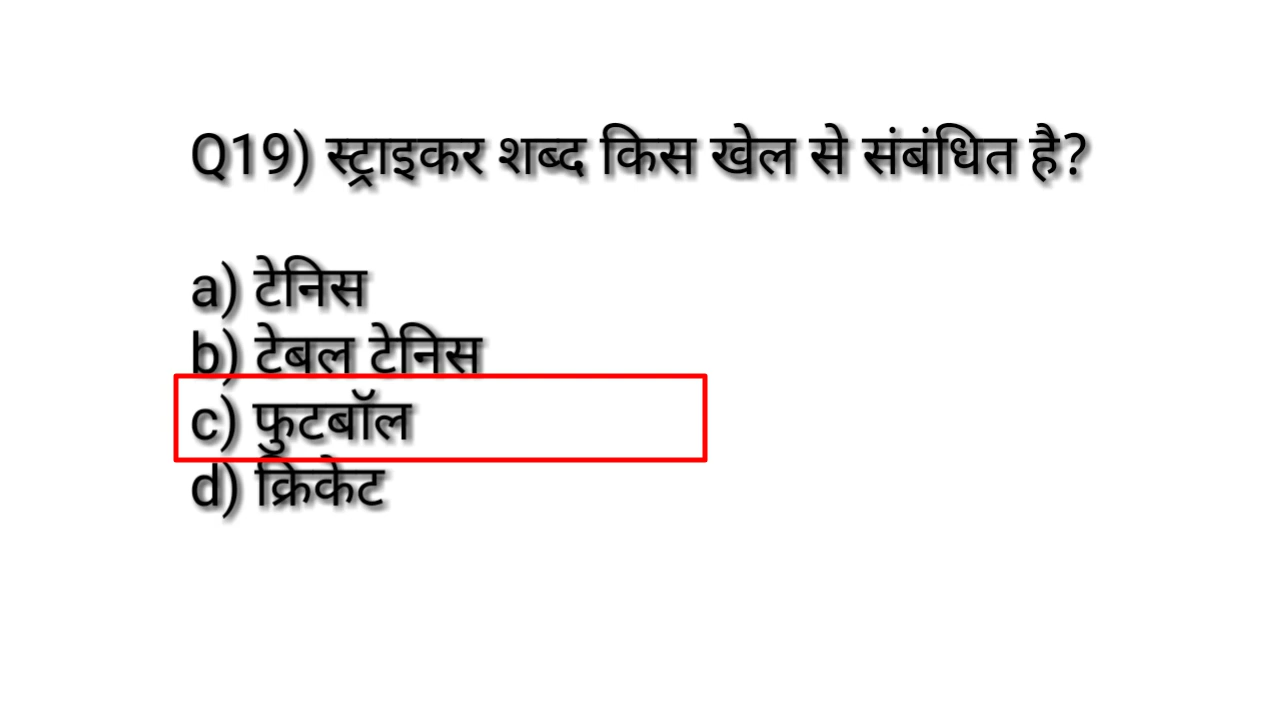 Q19) स्ट्राइकर शब्द किस खेल से संबंधित है?
a) टेनिस
b) टेबल टेनिस
c) फुटबॉल
d) क्रिकेट